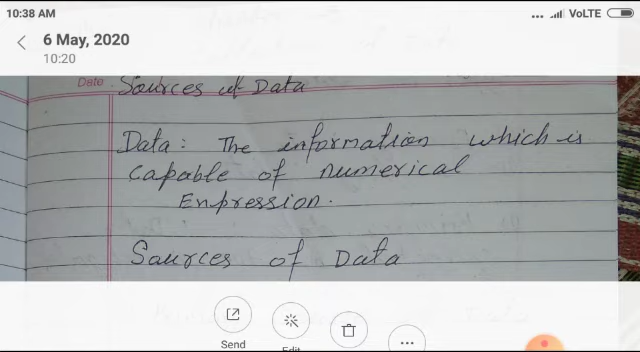 10:38 AM
... VoLTE
6 May, 2020
10:20
Date Sources of Data
Data: The information which is
capable of numerical
Enpression.
Sources of Data
Send
Edit